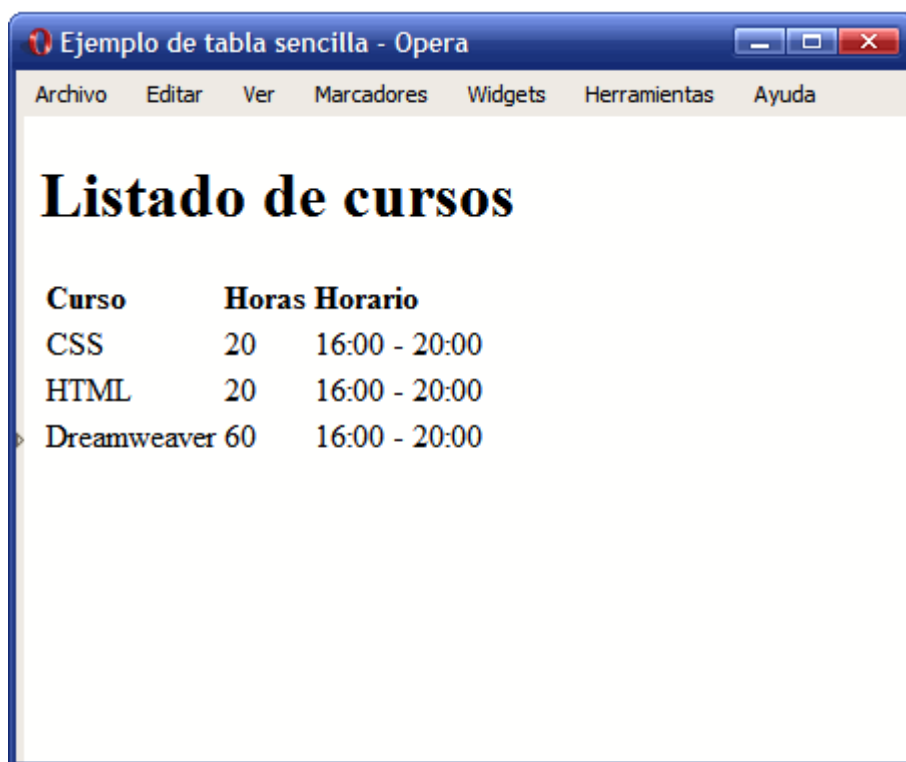 Ejemplo de tabla sencilla - Opera
Archivo Editar Ver Marcadores Widgets Herramientas Ayuda
Listado de cursos
Curso Horas Horario
CSS 20 16:00 - 20:00
HTML 20 16:00 - 20:00
Dreamweaver 60 16:00 - 20:00